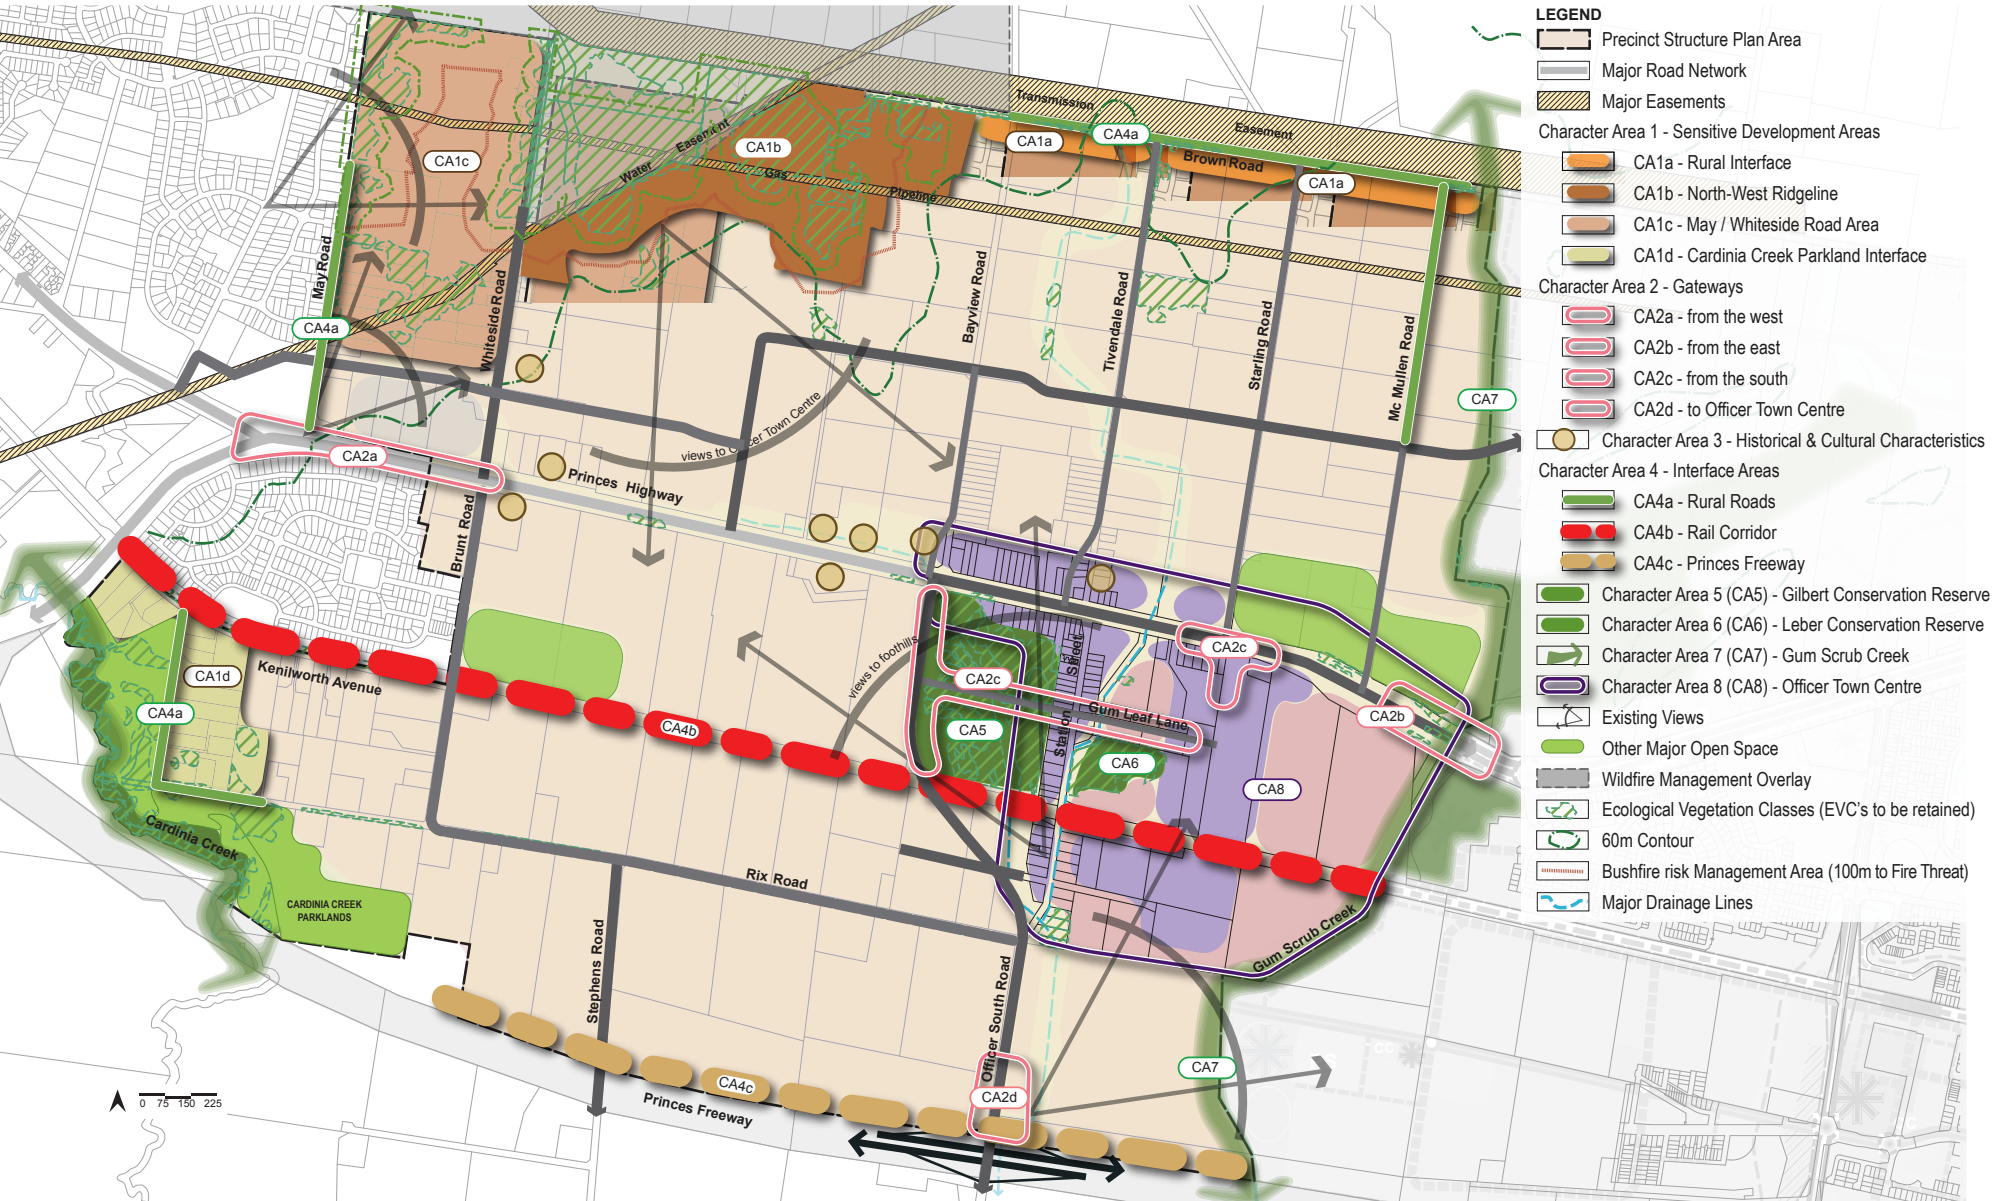 LEGEND
Precinct Structure Plan Area
Major Road Network
Major Easements
Character Area 1 - Sensitive Development Areas
CA1a - Rural Interface
CA1b - North-West Ridgeline
CA1c - May / Whiteside Road Area
CA1d - Cardinia Creek Parkland Interface
Character Area 2 - Gateways
CA2a - from the west
CA2b - from the east
CA2c - from the south
CA2d - to Officer Town Centre
Character Area 3 - Historical & Cultural Characteristics
Character Area 4 - Interface Areas
CA4a - Rural Roads
CA4b - Rail Corridor
CA4c - Princes Freeway
Character Area 5 (CA5) - Gilbert Conservation Reserve
Character Area 6 (CA6) - Leber Conservation Reserve
Character Area 7 (CA7) - Gum Scrub Creek
Character Area 8 (CA8) - Officer Town Centre
Existing Views
Other Major Open Space
Wildfire Management Overlay
Ecological Vegetation Classes (EVC's to be retained)
60m Contour
Bushfire risk Management Area (100m to Fire Threat)
Major Drainage Lines
Transmission
Easement
CA4a
CA1a
Brown Road
CA1a
CA1b
CA1c
Water
Easement
Gas
Pipeline
May Road
CA4a
Whiteside Road
Bayview Road
Tivendale Road
Starling Road
Mc Mullen Road
CA7
views to Officer Town Centre
CA2a
Princes Highway
Brunt Road
CA1d
CA4a
Kenilworth Avenue
CA4b
views to foothills
CA2c
CA2c
Station Street
Gum Leaf Lane
CA5
CA6
CA2b
CA8
Cardinia Creek
CARDINIA CREEK
PARKLANDS
Rix Road
Stephens Road
Officer South Road
Gum Scrub Creek
CA7
CA4c
CA2d
Princes Freeway
0 75 150 225